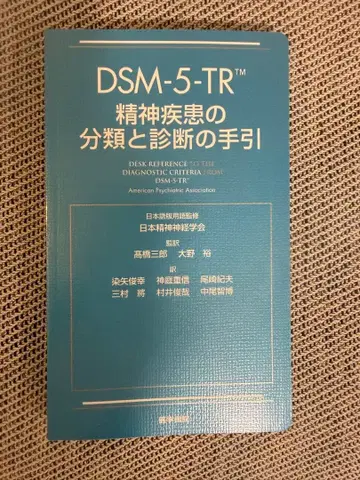 DSM-5-TR™
精神疾患の
分類と診断の手引
DESK REFERENCE TO THE
DIAGNOSTIC CRITERIA FROM
DSM-5-TR®
American Psychiatric Association
日本語版用語監修
日本精神神経学会
監訳
髙橋三郎 大野 裕
訳
染矢俊幸 神庭重信 尾崎紀夫
三村 將 村井俊哉 中尾智博
医学書院